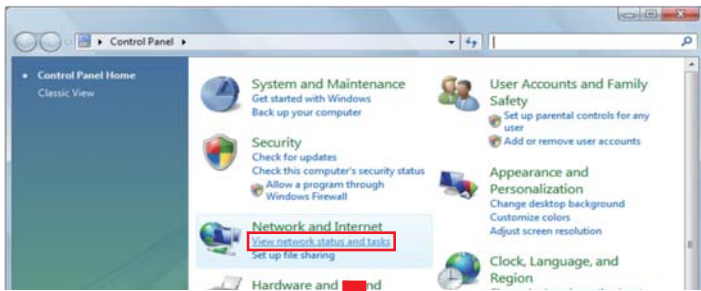 Control Panel
Control Panel Home
Classic View
System and Maintenance
Get started with Windows
Back up your computer
Security
Check for updates
Check this computer's security status
Allow a program through
Windows Firewall
Network and Internet
View network status and tasks
Set up file sharing
Hardware and
User Accounts and Family
Safety
Set up parental controls for any
user
Add or remove user accounts
Appearance and
Personalization
Change desktop background
Customize colors
Adjust screen resolution
Clock, Language, and
Region